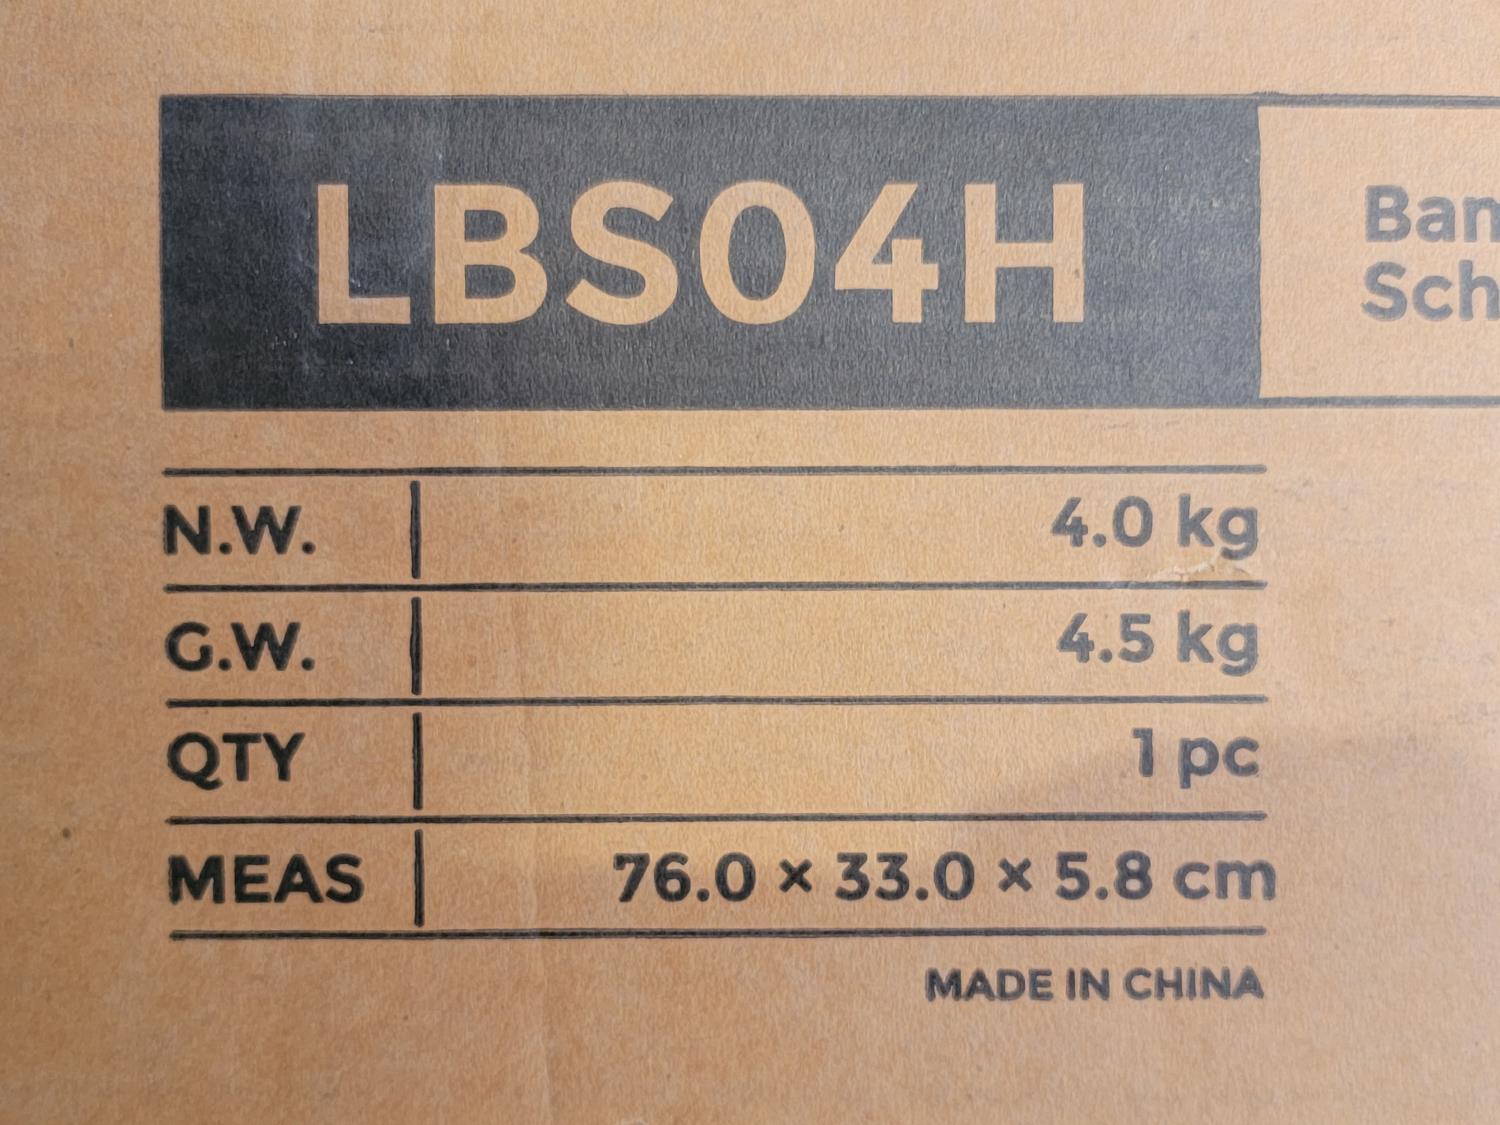 LBS04H
Bam
Sch
N.W. 4.0 kg
G.W. 4.5 kg
QTY 1 pc
MEAS 76.0 × 33.0 × 5.8 cm
MADE IN CHINA